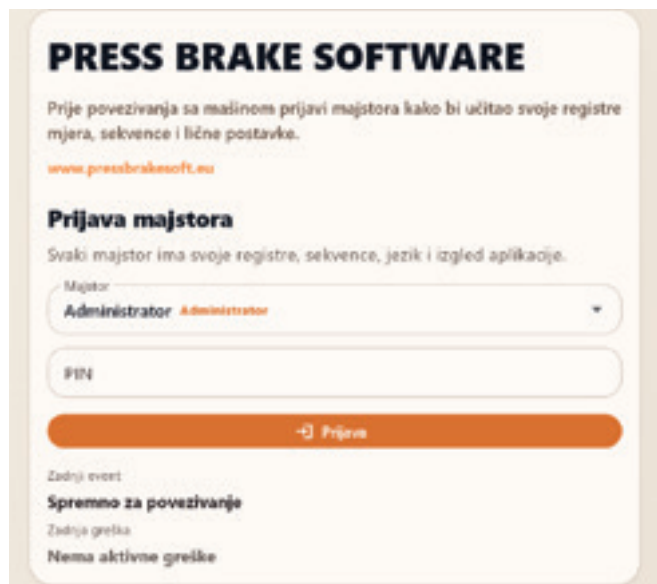 PRESS BRAKE SOFTWARE
Prije povezivanja sa mašinom prijavi majstora kako bi učitao svoje registre
mjera, sekvence i lične postavke.
www.pressbrakesoft.eu
Prijava majstora
Svaki majstor ima svoje registre, sekvence, jezik i izgled aplikacije.
Majstor
Administrator Administrator
PIN
Prijava
Zadnji event
Spremno za povezivanje
Zadnja greška
Nema aktivne greške